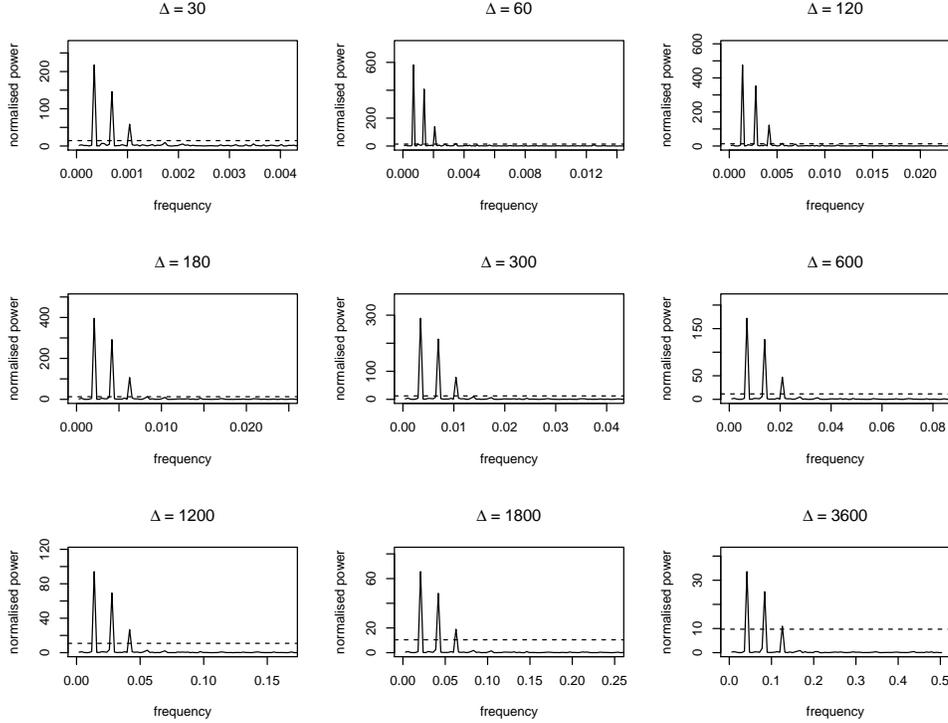 Δ = 30
Δ = 60
Δ = 120
normalised power
0 100 200
0.000 0.001 0.002 0.003 0.004
frequency
normalised power
0 200 600
0.000 0.004 0.008 0.012
frequency
normalised power
0 200 400 600
0.000 0.005 0.010 0.015 0.020
frequency
Δ = 180
Δ = 300
Δ = 600
normalised power
0 200 400
0.000 0.010 0.020
frequency
normalised power
0 100 300
0.00 0.01 0.02 0.03 0.04
frequency
normalised power
0 50 150
0.00 0.02 0.04 0.06 0.08
frequency
Δ = 1200
Δ = 1800
Δ = 3600
normalised power
0 40 80 120
0.00 0.05 0.10 0.15
frequency
normalised power
0 20 60
0.00 0.05 0.10 0.15 0.20 0.25
frequency
normalised power
0 10 30
0.0 0.1 0.2 0.3 0.4 0.5
frequency